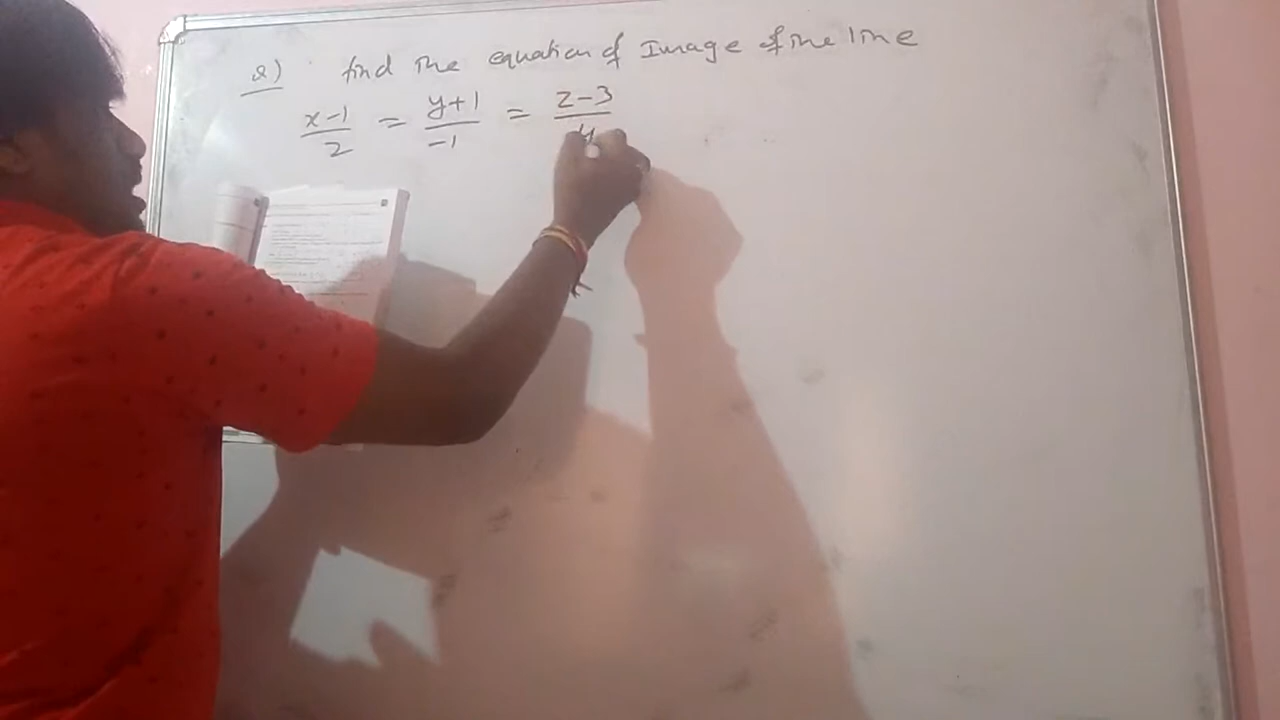 Q) find the equation of Image of the line
x-1/2 = y+1/-1 = z-3/4